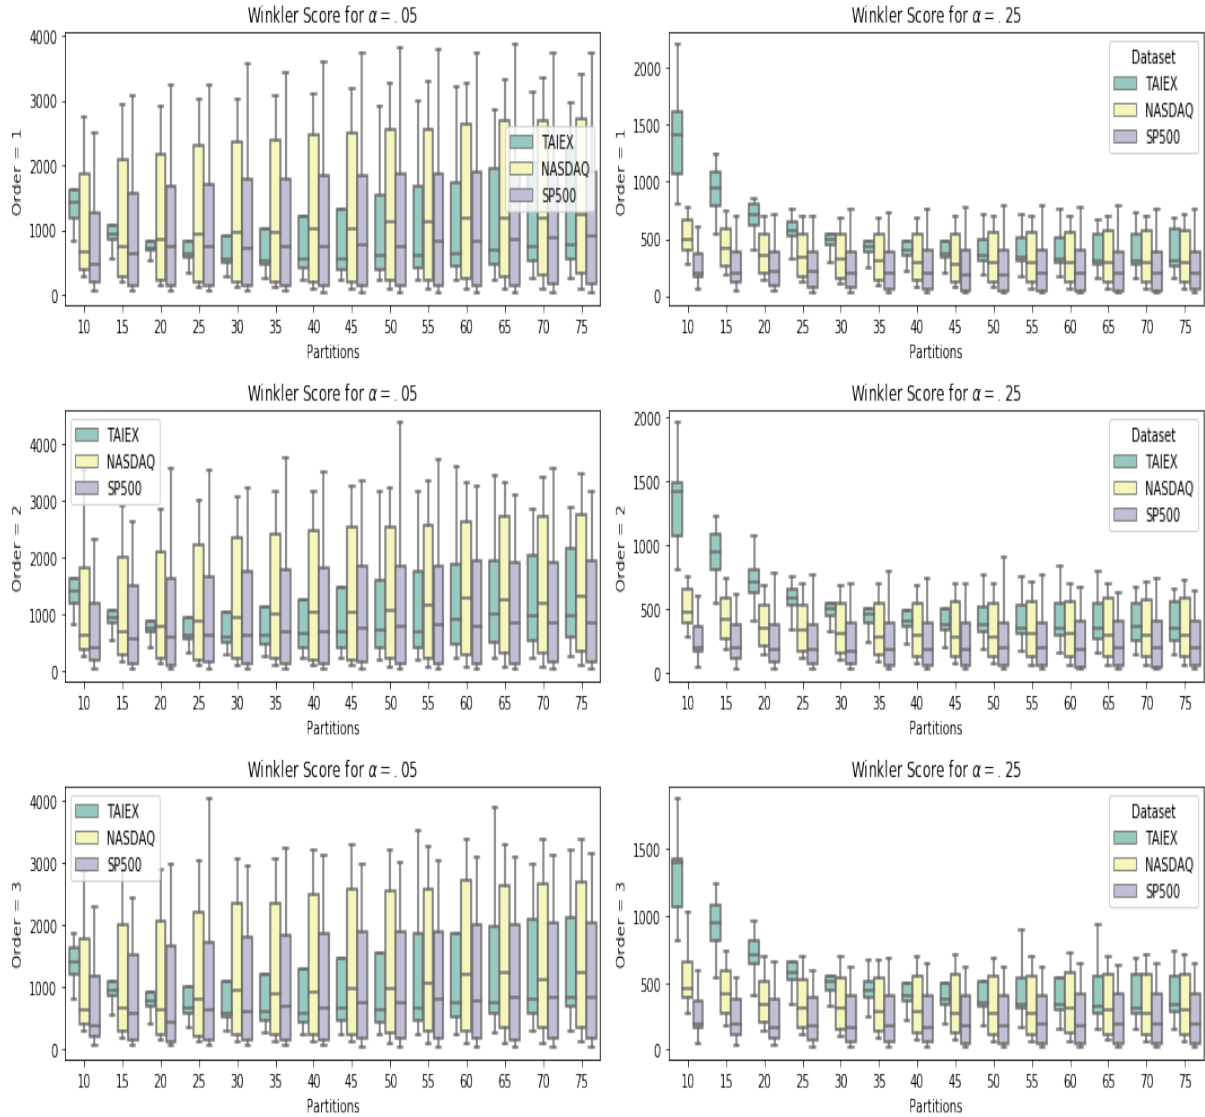 Winkler Score for α = .05
Order = 1
4000
3000
2000
1000
0
TAIEX
NASDAQ
SP500
10 15 20 25 30 35 40 45 50 55 60 65 70 75
Partitions
Winkler Score for α = .25
Order = 1
2000
1500
1000
500
0
Dataset
TAIEX
NASDAQ
SP500
10 15 20 25 30 35 40 45 50 55 60 65 70 75
Partitions
Winkler Score for α = .05
Order = 2
4000
3000
2000
1000
0
TAIEX
NASDAQ
SP500
10 15 20 25 30 35 40 45 50 55 60 65 70 75
Partitions
Winkler Score for α = .25
Order = 2
2000
1500
1000
500
0
Dataset
TAIEX
NASDAQ
SP500
10 15 20 25 30 35 40 45 50 55 60 65 70 75
Partitions
Winkler Score for α = .05
Order = 3
4000
3000
2000
1000
0
TAIEX
NASDAQ
SP500
10 15 20 25 30 35 40 45 50 55 60 65 70 75
Partitions
Winkler Score for α = .25
Order = 3
1500
1000
500
0
Dataset
TAIEX
NASDAQ
SP500
10 15 20 25 30 35 40 45 50 55 60 65 70 75
Partitions